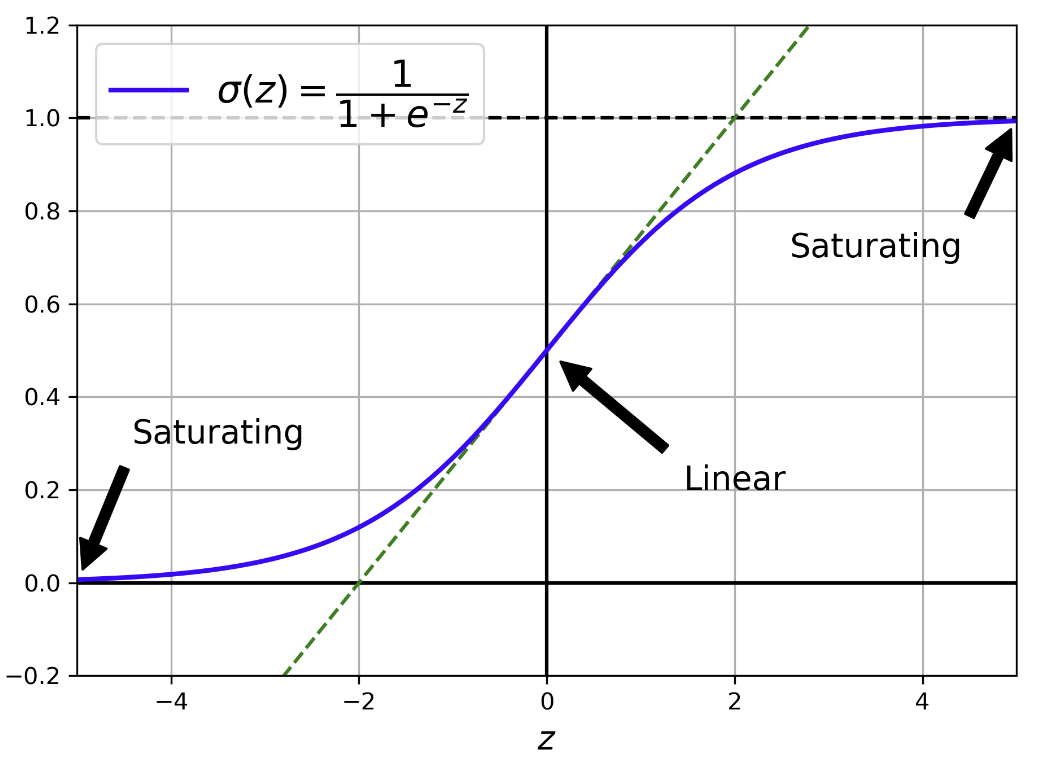 1.2
σ(z) = 1 / (1 + e^{−z})
1.0
0.8
Saturating
0.6
0.4
Saturating
Linear
0.2
0.0
−0.2
−4 −2 0 2 4
z